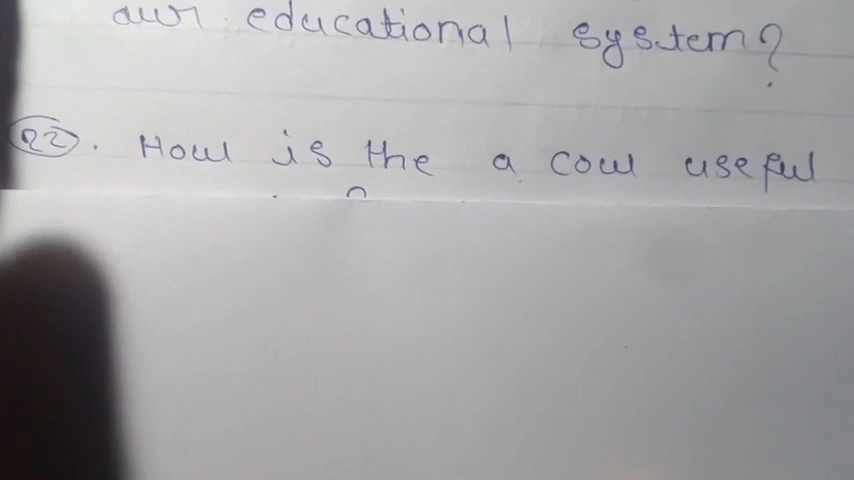 our educational system?
22. How is the a cow useful